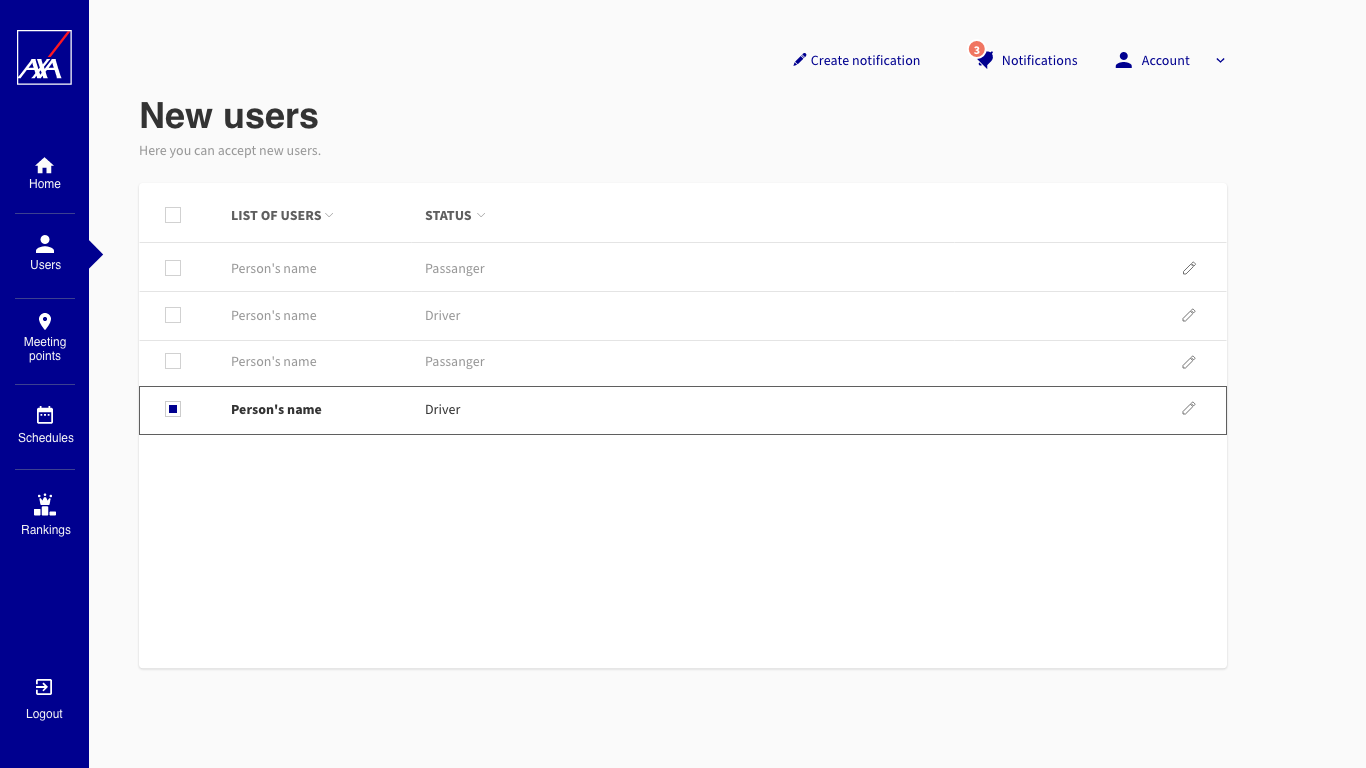 AXA
Create notification
3
Notifications
Account
New users
Here you can accept new users.
Home
Users
Meeting
points
Schedules
Rankings
Logout
LIST OF USERS
STATUS
Person's name
Passanger
Person's name
Driver
Person's name
Passanger
Person's name
Driver